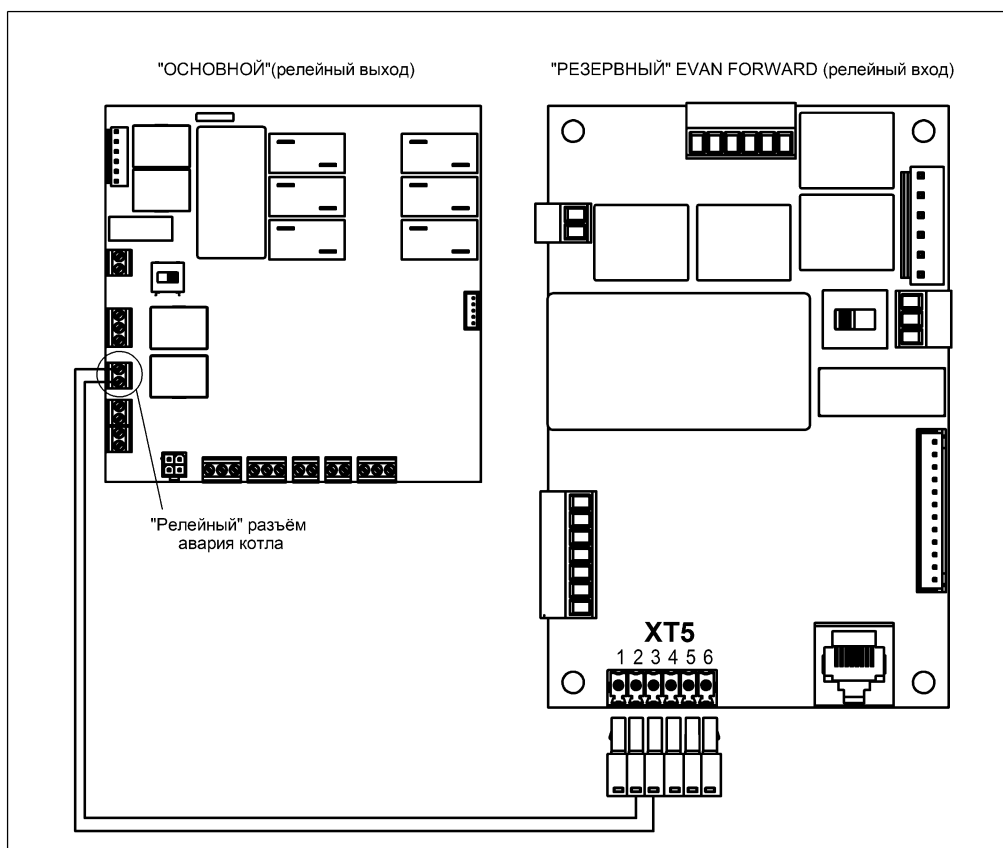 "ОСНОВНОЙ"(релейный выход)
"РЕЗЕРВНЫЙ" EVAN FORWARD (релейный вход)
"Релейный" разъём
авария котла
XT5
1 2 3 4 5 6